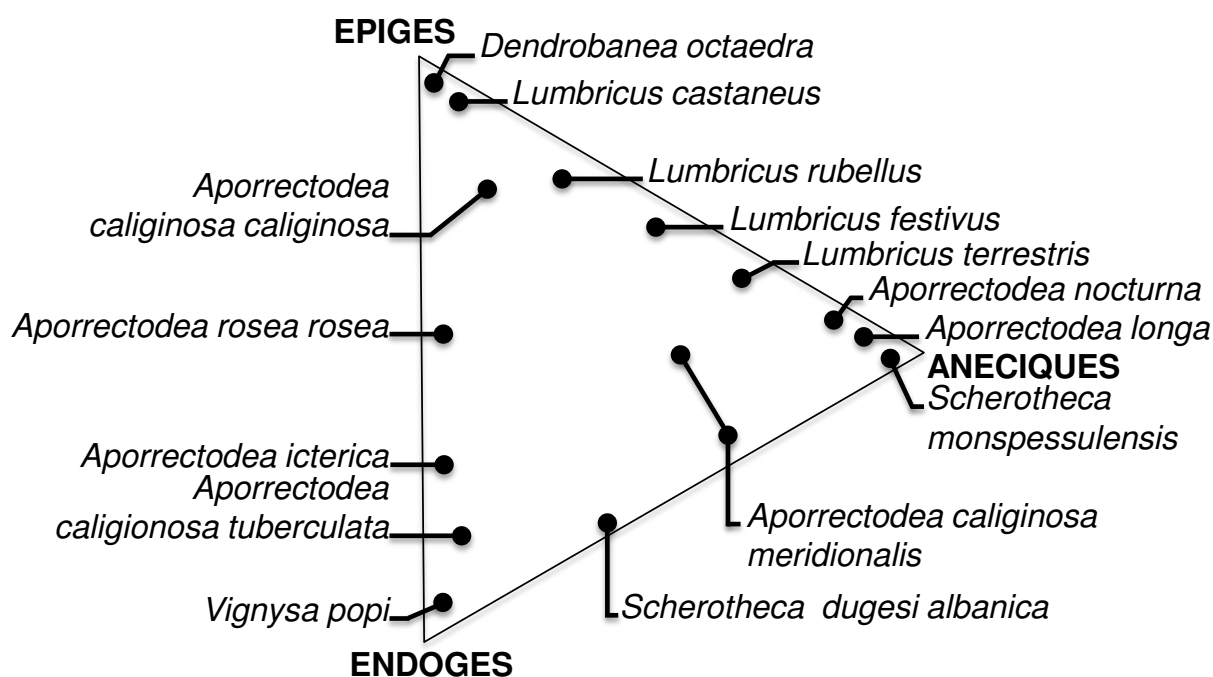 EPIGES
Dendrobanea octaedra
Lumbricus castaneus
Lumbricus rubellus
Aporrectodea
caliginosa caliginosa
Lumbricus festivus
Lumbricus terrestris
Aporrectodea nocturna
Aporrectodea rosea rosea
Aporrectodea longa
ANECIQUES
Scherotheca
monspessulensis
Aporrectodea icterica
Aporrectodea
caligionosa tuberculata
Aporrectodea caliginosa
meridionalis
Vignysa popi
Scherotheca dugesi albanica
ENDOGES